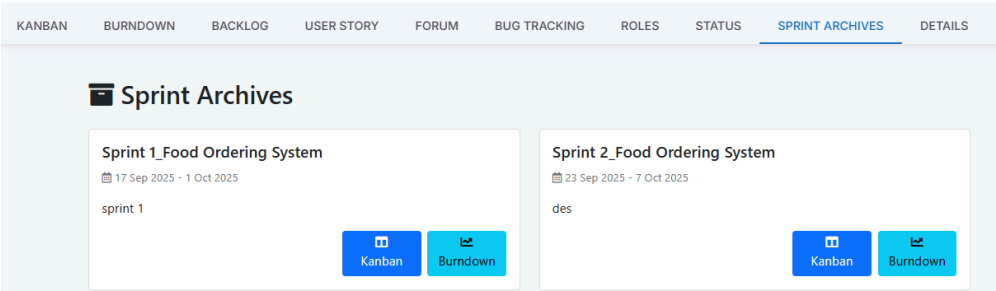 KANBAN BURNDOWN BACKLOG USER STORY FORUM BUG TRACKING ROLES STATUS SPRINT ARCHIVES DETAILS
Sprint Archives
Sprint 1_Food Ordering System
17 Sep 2025 - 1 Oct 2025
sprint 1
Kanban
Burndown
Sprint 2_Food Ordering System
23 Sep 2025 - 7 Oct 2025
des
Kanban
Burndown